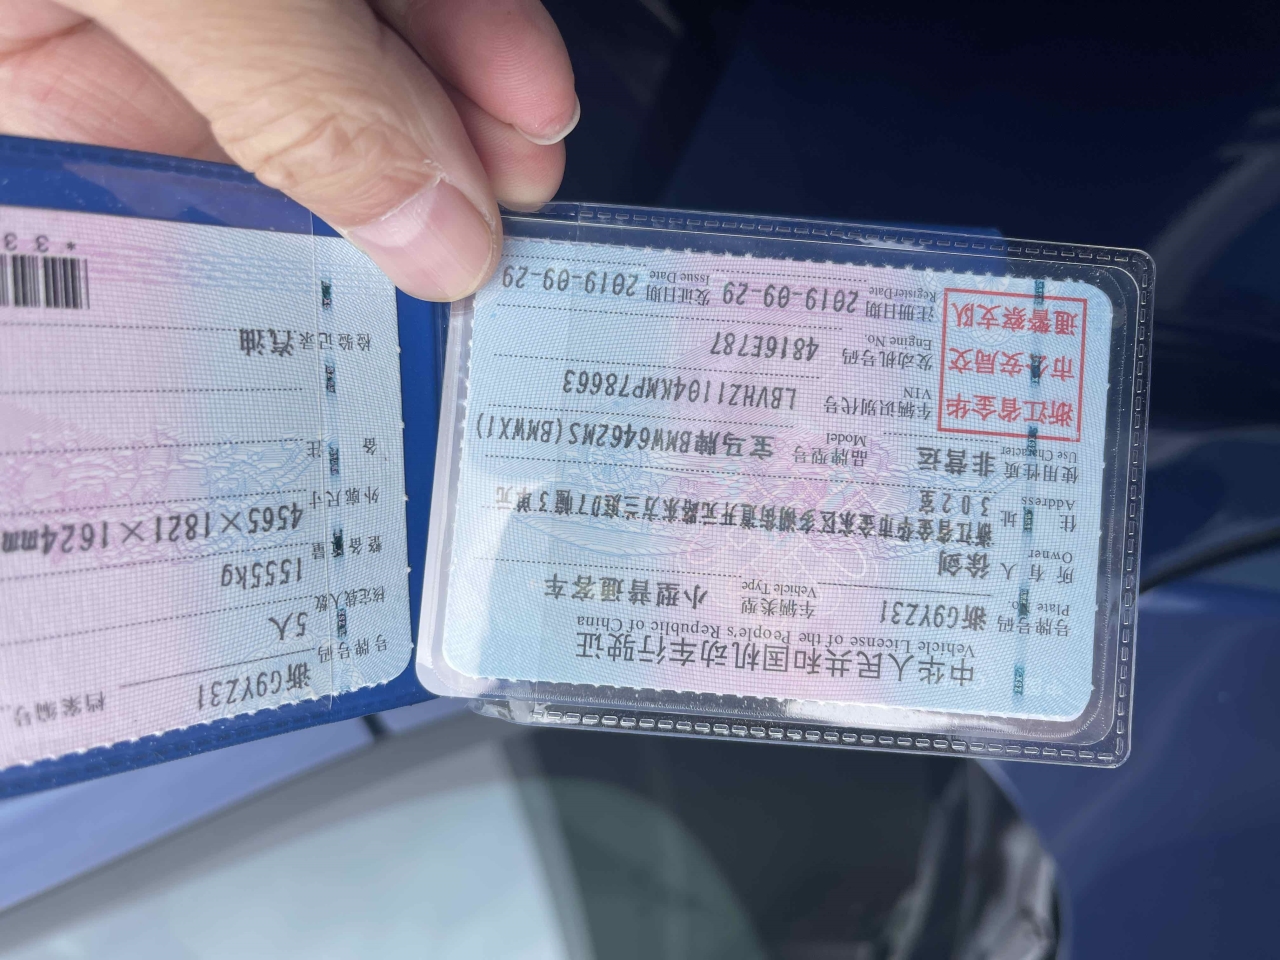 中华人民共和国机动车行驶证
Vehicle License of the People's Republic of China
号牌号码 浙G9YZ31 车辆类型 小型普通客车
Plate No. Vehicle Type
所有人 徐剑
Owner
住址 浙江省金华市金东区多湖街道开元路东方兰庭D7幢3单元
Address 302室
使用性质 非营运 品牌型号 宝马牌BMW6462MS(BMWX1)
Use Character Model
浙江省金华
市公安局交
通警察支队
车辆识别代号 LBVHZ1104KMP78663
VIN
发动机号码 4816E787
Engine No.
注册日期 2019-09-29 发证日期 2019-09-29
Register Date Issue Date
号牌号码 浙G9YZ31 档案编号
核定载人数 5人
整备质量 1555kg
外廓尺寸 4565×1821×1624mm
备注
检验记录 汽油
*33